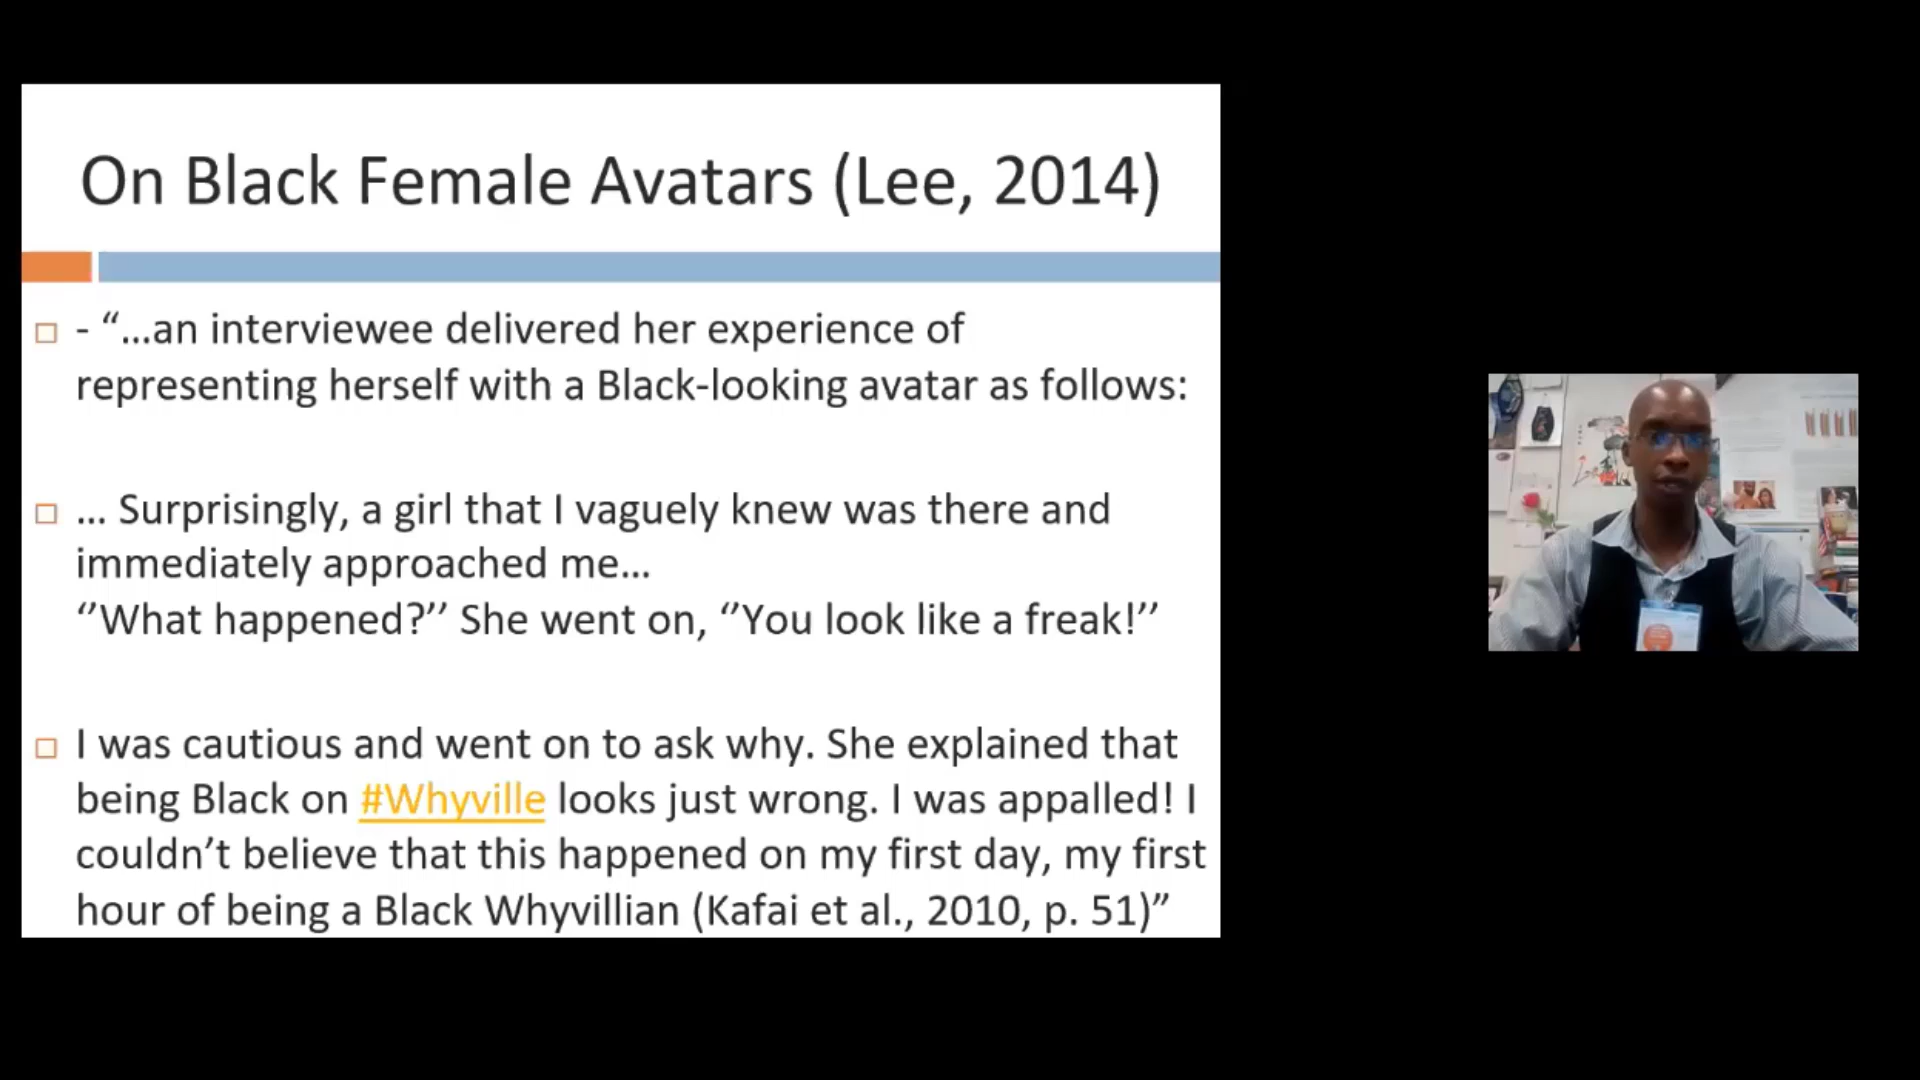 On Black Female Avatars (Lee, 2014)
- “…an interviewee delivered her experience of
representing herself with a Black-looking avatar as follows:
… Surprisingly, a girl that I vaguely knew was there and
immediately approached me…
‘’What happened?’’ She went on, ‘’You look like a freak!’’
I was cautious and went on to ask why. She explained that
being Black on #Whyville looks just wrong. I was appalled! I
couldn’t believe that this happened on my first day, my first
hour of being a Black Whyvillian (Kafai et al., 2010, p. 51)”